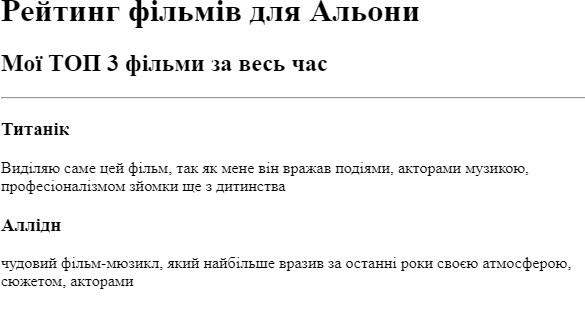 Рейтинг фільмів для Альони
Мої ТОП 3 фільми за весь час
Титанік
Виділяю саме цей фільм, так як мене він вражав подіями, акторами музикою,
професіоналізмом зйомки ще з дитинства
Аллідн
чудовий фільм-мюзикл, який найбільше вразив за останні роки своєю атмосферою,
сюжетом, акторами